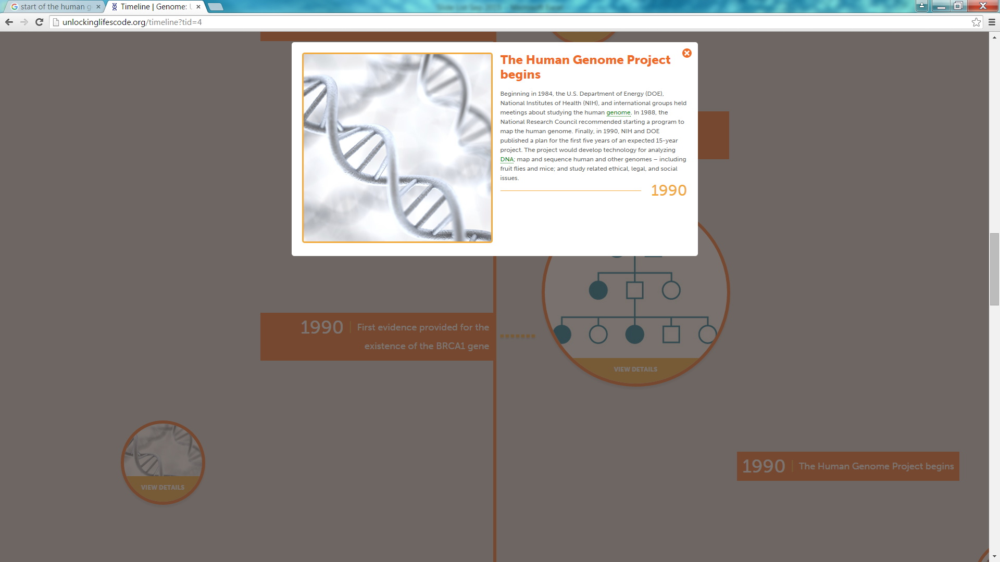 start of the human g
Timeline | Genome: U
unlockinglifescode.org/timeline?tid=4
The Human Genome Project
begins
Beginning in 1984, the U.S. Department of Energy (DOE),
National Institutes of Health (NIH), and international groups held
meetings about studying the human genome. In 1988, the
National Research Council recommended starting a program to
map the human genome. Finally, in 1990, NIH and DOE
published a plan for the first five years of an expected 15-year
project. The project would develop technology for analyzing
DNA; map and sequence human and other genomes – including
fruit flies and mice; and study related ethical, legal, and social
issues.
1990
1990 | First evidence provided for the
existence of the BRCA1 gene
VIEW DETAILS
VIEW DETAILS
1990 | The Human Genome Project begins